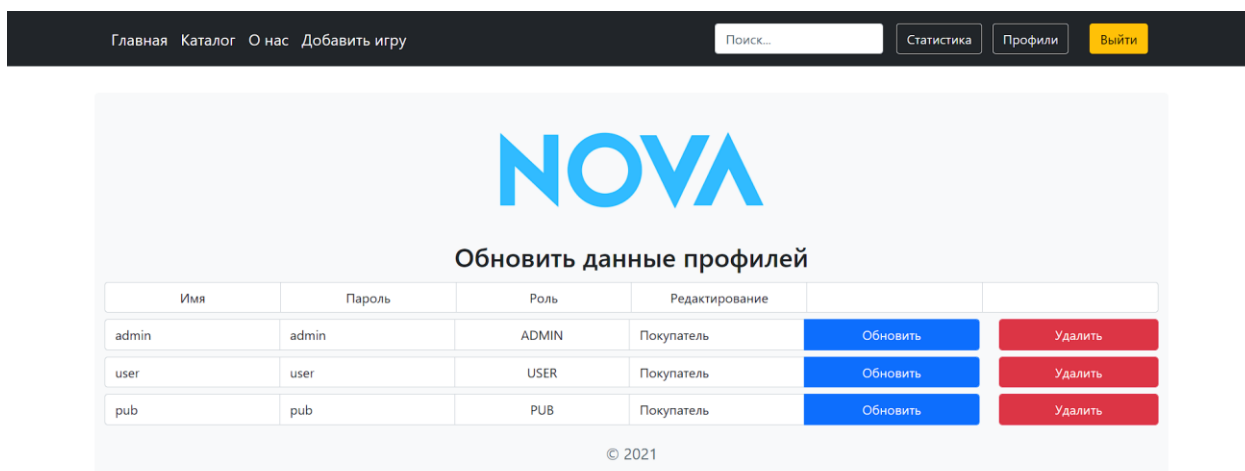 Главная Каталог О нас Добавить игру Поиск... Статистика Профили Выйти
NOVA
Обновить данные профилей
Имя Пароль Роль Редактирование
admin admin ADMIN Покупатель Обновить Удалить
user user USER Покупатель Обновить Удалить
pub pub PUB Покупатель Обновить Удалить
© 2021